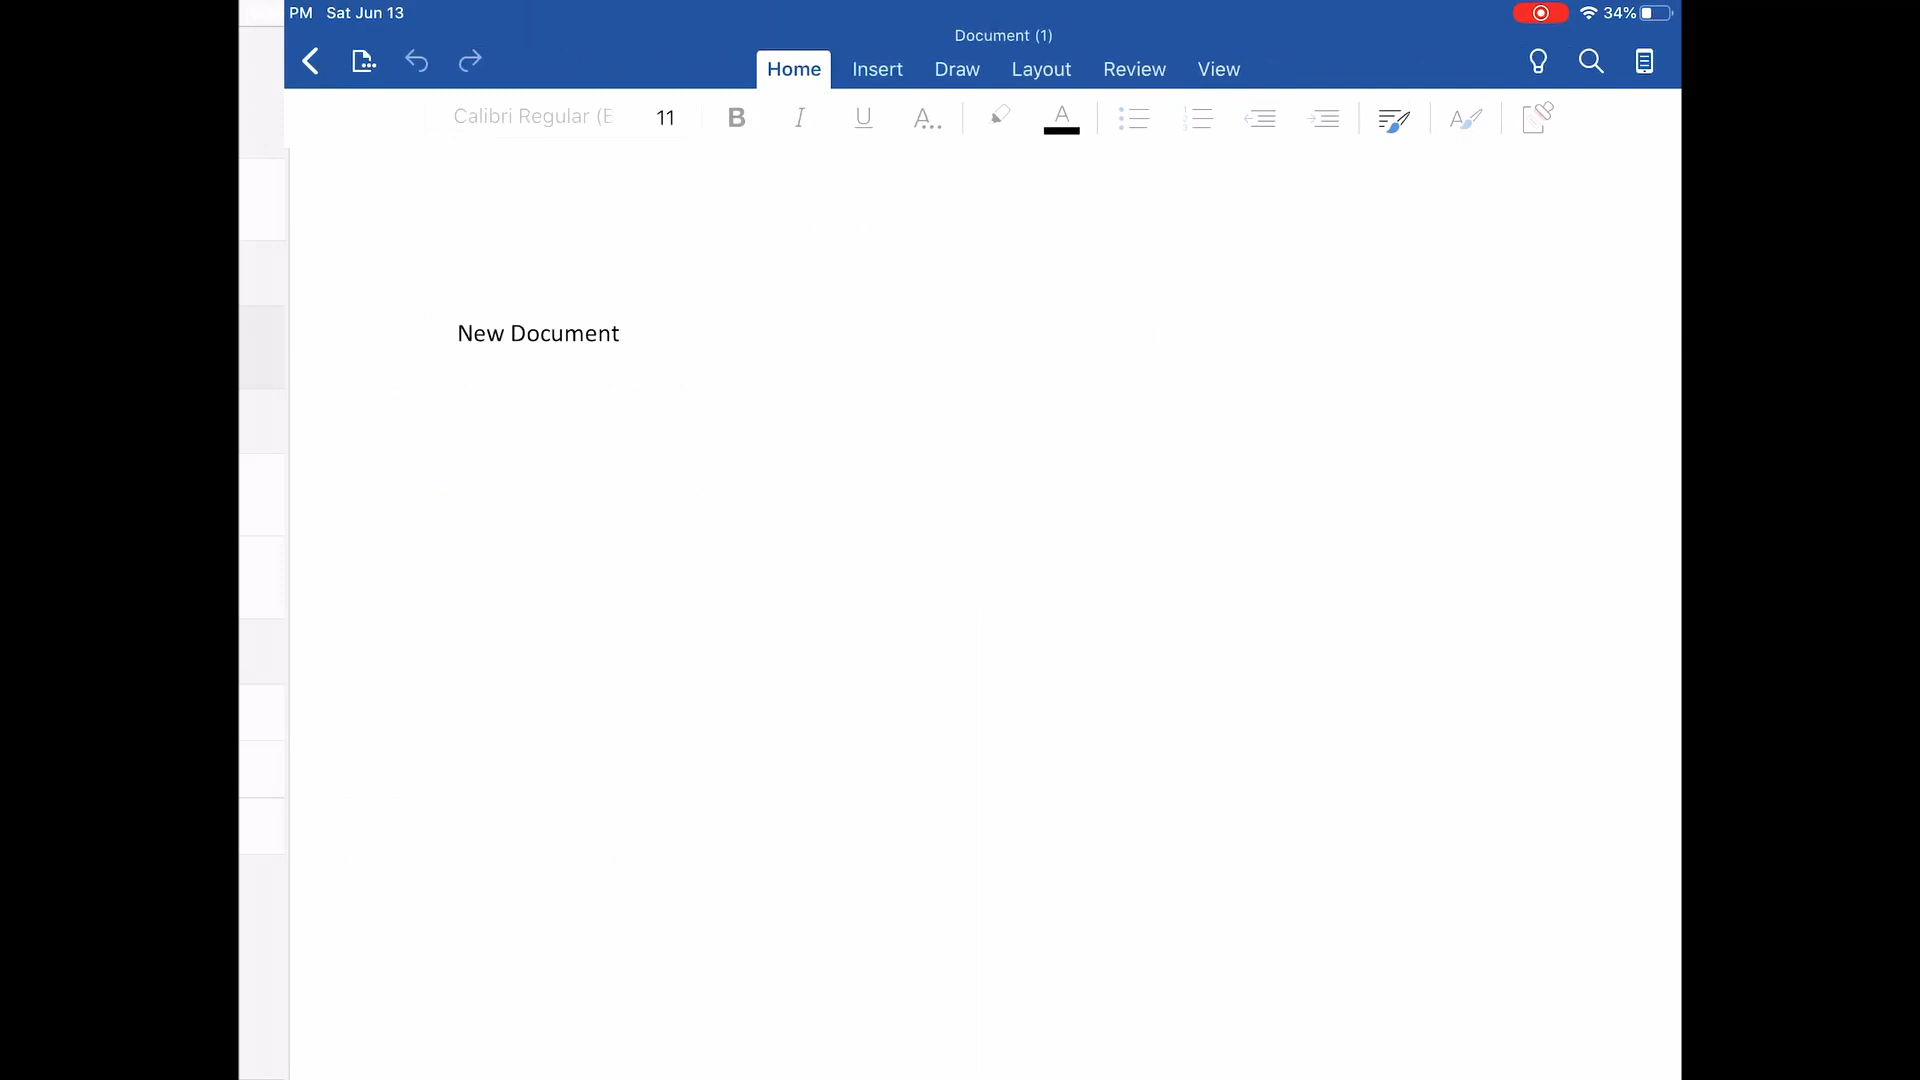 PM Sat Jun 13 34%
Document (1)
Home Insert Draw Layout Review View
Calibri Regular (B 11 B I U A.. A
New Document